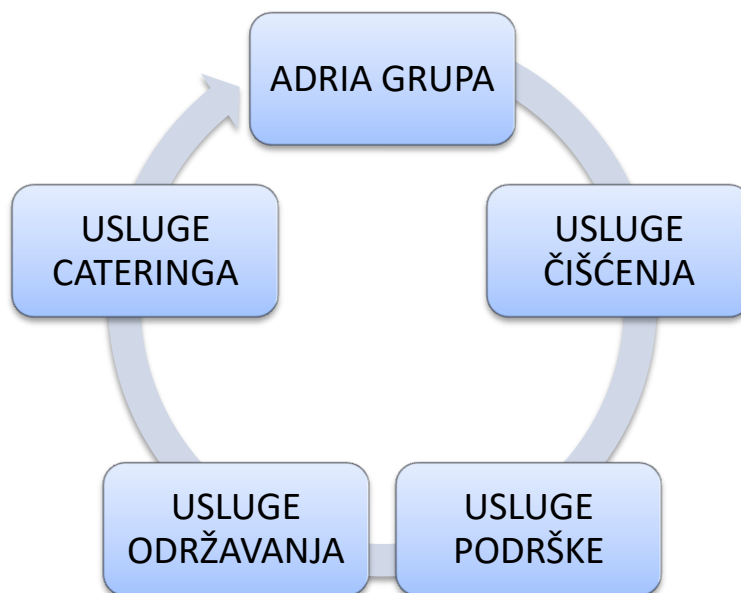 ADRIA GRUPA
USLUGE
ČIŠĆENJA
USLUGE
PODRŠKE
USLUGE
ODRŽAVANJA
USLUGE
CATERINGA